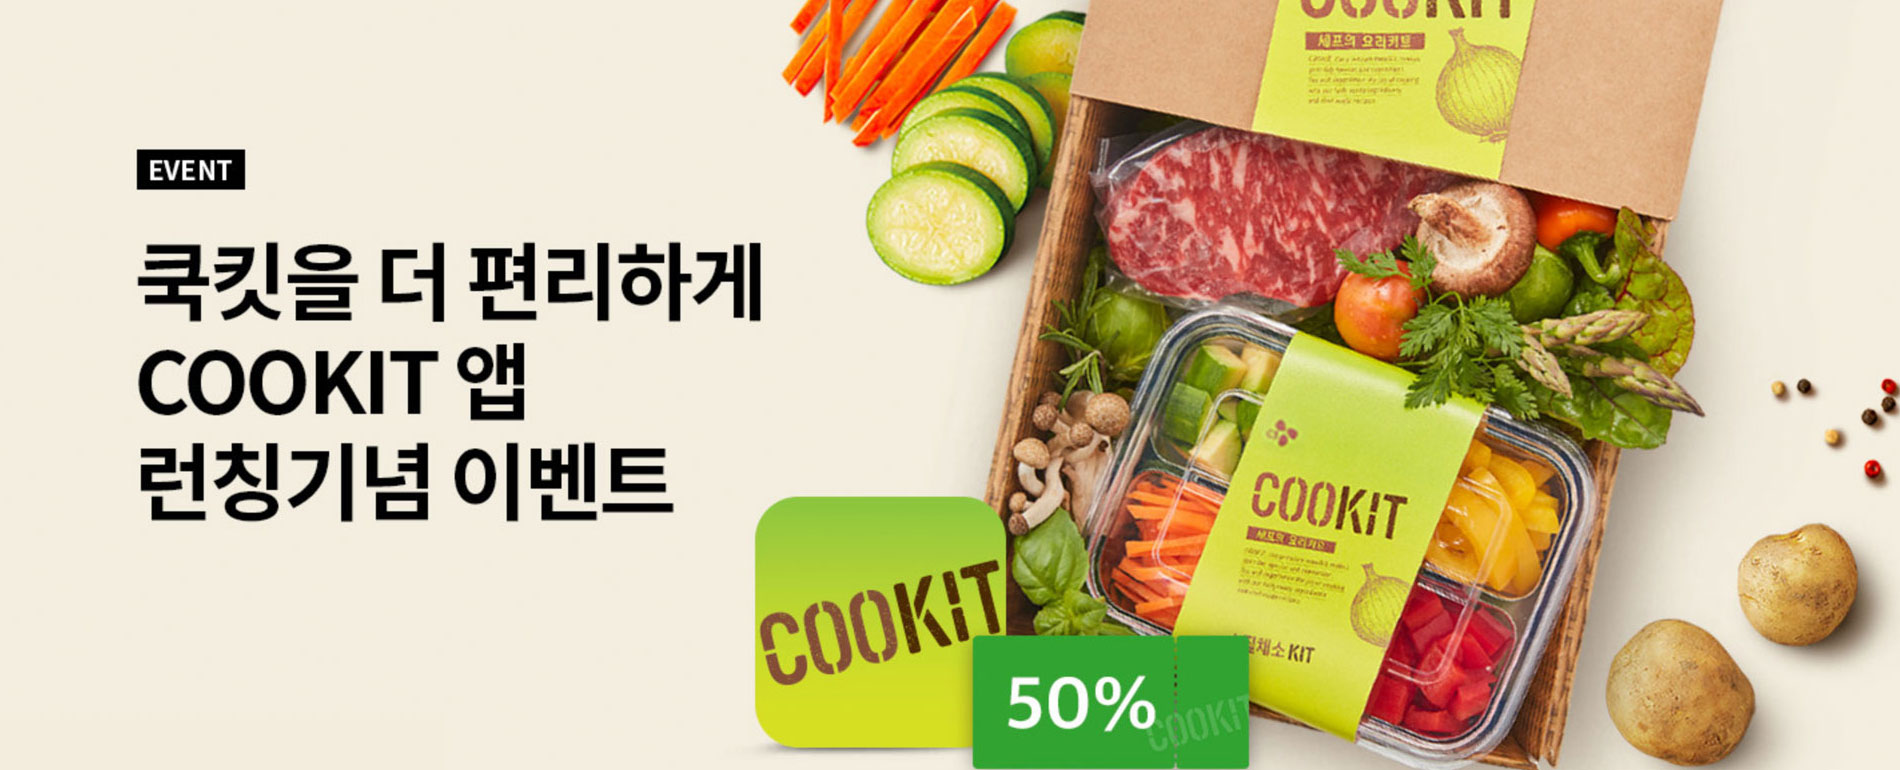 EVENT
쿡킷을 더 편리하게
COOKIT 앱
런칭기념 이벤트
COOKIT
셰프의 요리키트
COOKIT
셰프의 요리키트
채소 KIT
COOKIT
50%
COOKIT